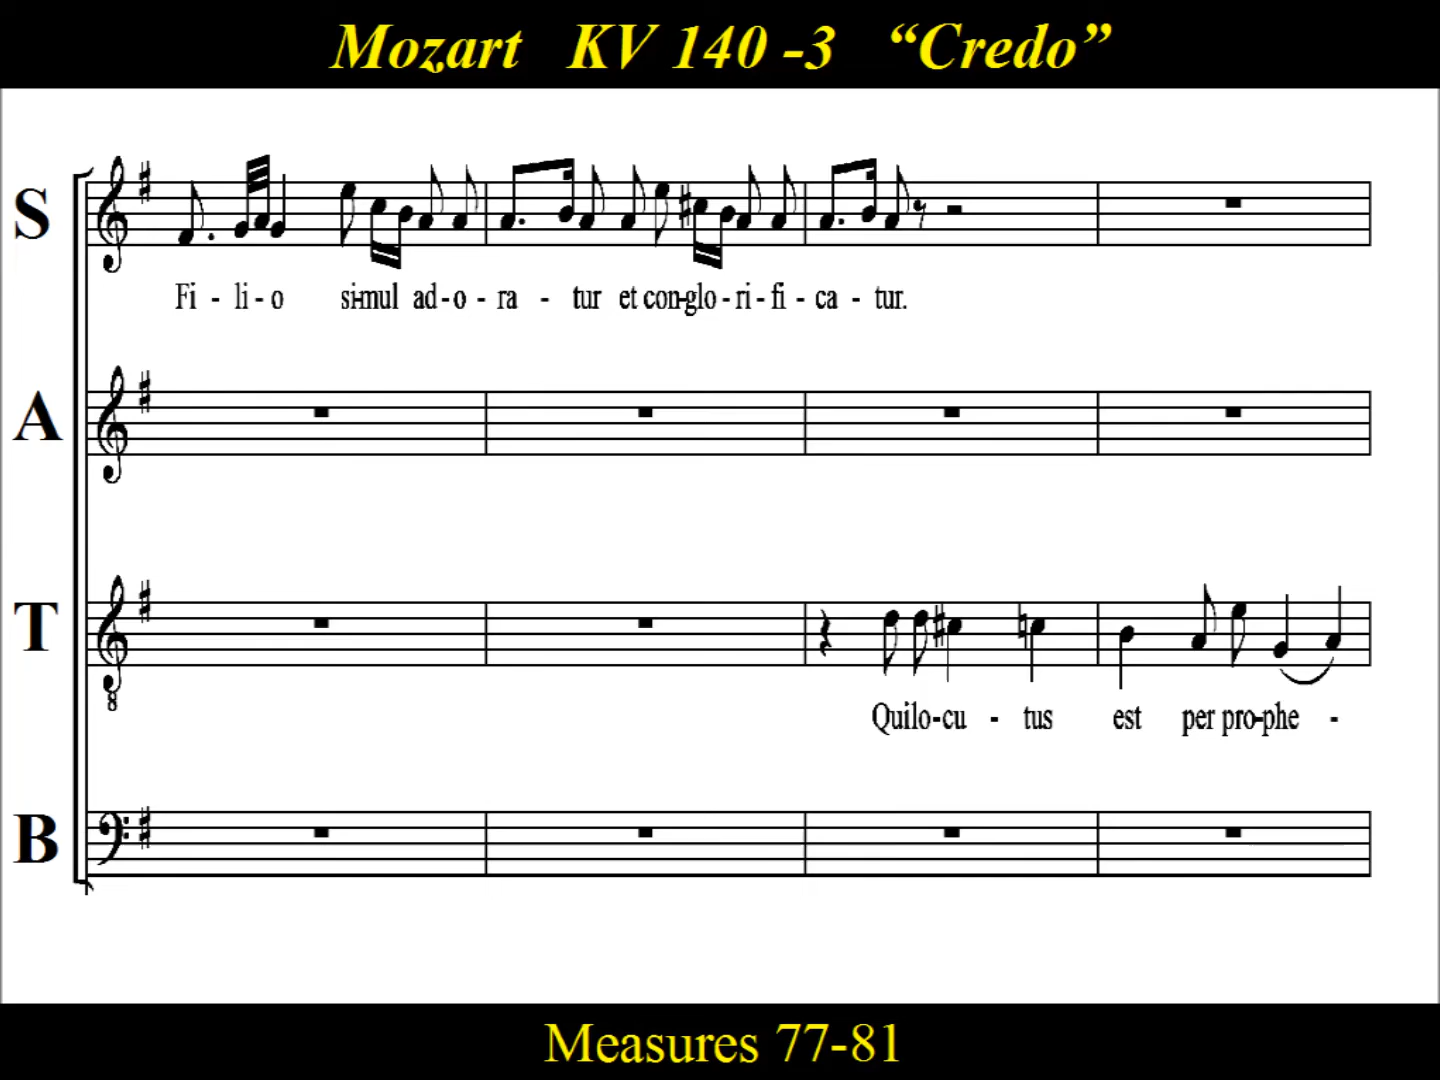 Mozart KV 140 -3 “Credo”
S
Fi - li - o si-mul ad - o - ra - tur et con-glo - ri - fi - ca - tur.
A
T
8
Qui lo - cu - tus est per pro-phe -
B
Measures 77-81